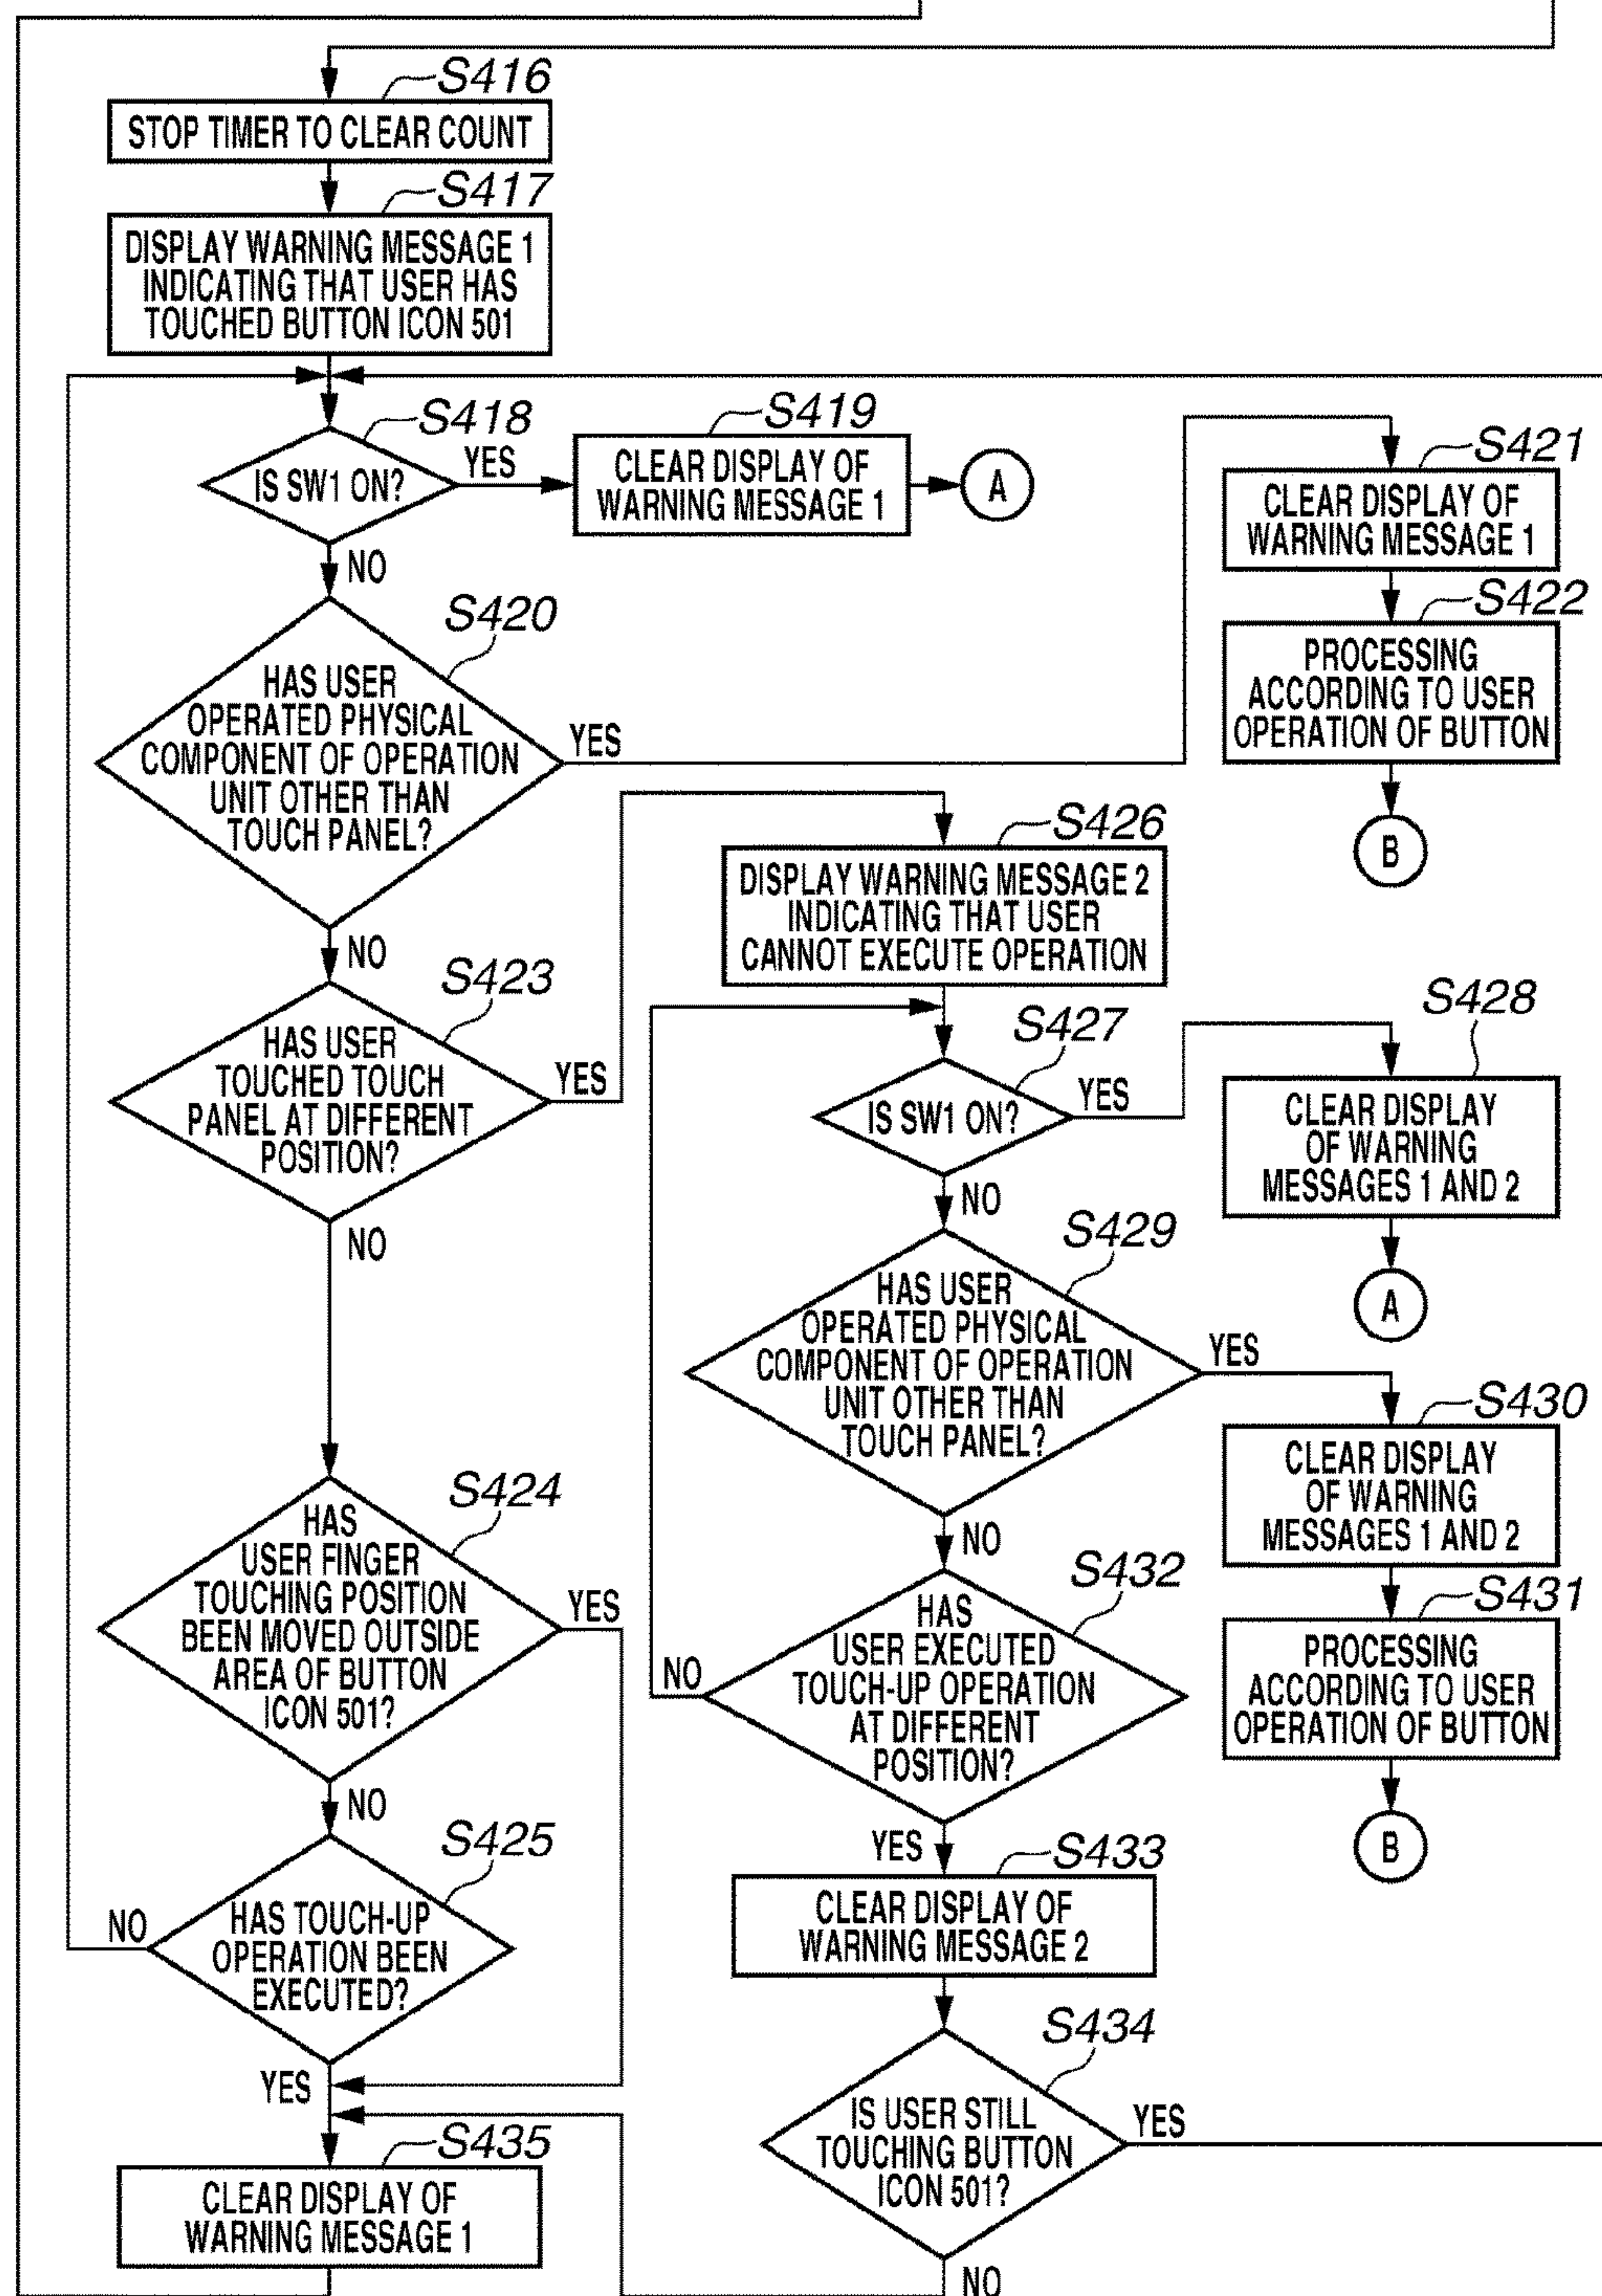 S416
STOP TIMER TO CLEAR COUNT
S417
DISPLAY WARNING MESSAGE 1
INDICATING THAT USER HAS
TOUCHED BUTTON ICON 501
S418
IS SW1 ON?
YES
NO
S419
CLEAR DISPLAY OF
WARNING MESSAGE 1
A
S420
HAS USER
OPERATED PHYSICAL
COMPONENT OF OPERATION
UNIT OTHER THAN
TOUCH PANEL?
YES
NO
S421
CLEAR DISPLAY OF
WARNING MESSAGE 1
S422
PROCESSING
ACCORDING TO USER
OPERATION OF BUTTON
B
S423
HAS USER
TOUCHED TOUCH
PANEL AT DIFFERENT
POSITION?
YES
NO
S424
HAS
USER FINGER
TOUCHING POSITION
BEEN MOVED OUTSIDE
AREA OF BUTTON
ICON 501?
YES
NO
S425
HAS TOUCH-UP
OPERATION BEEN
EXECUTED?
NO
YES
S435
CLEAR DISPLAY OF
WARNING MESSAGE 1
S426
DISPLAY WARNING MESSAGE 2
INDICATING THAT USER
CANNOT EXECUTE OPERATION
S427
IS SW1 ON?
YES
NO
S428
CLEAR DISPLAY
OF WARNING
MESSAGES 1 AND 2
A
S429
HAS USER
OPERATED PHYSICAL
COMPONENT OF OPERATION
UNIT OTHER THAN
TOUCH PANEL?
YES
NO
S430
CLEAR DISPLAY
OF WARNING
MESSAGES 1 AND 2
S431
PROCESSING
ACCORDING TO USER
OPERATION OF BUTTON
B
S432
HAS
USER EXECUTED
TOUCH-UP OPERATION
AT DIFFERENT
POSITION?
NO
YES
S433
CLEAR DISPLAY OF
WARNING MESSAGE 2
S434
IS USER STILL
TOUCHING BUTTON
ICON 501?
YES
NO